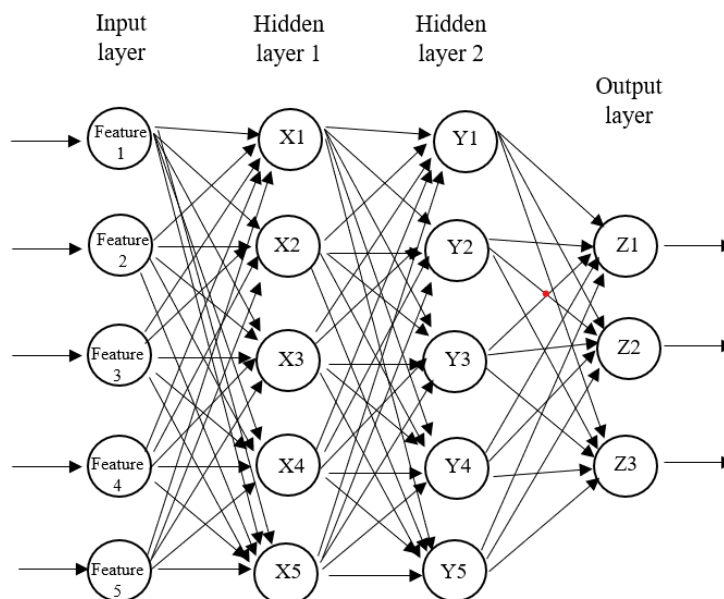 Input
layer
Hidden
layer 1
Hidden
layer 2
Output
layer
Feature
1
X1
Y1
Feature
2
X2
Y2
Z1
Feature
3
X3
Y3
Z2
Feature
4
X4
Y4
Z3
Feature
5
X5
Y5